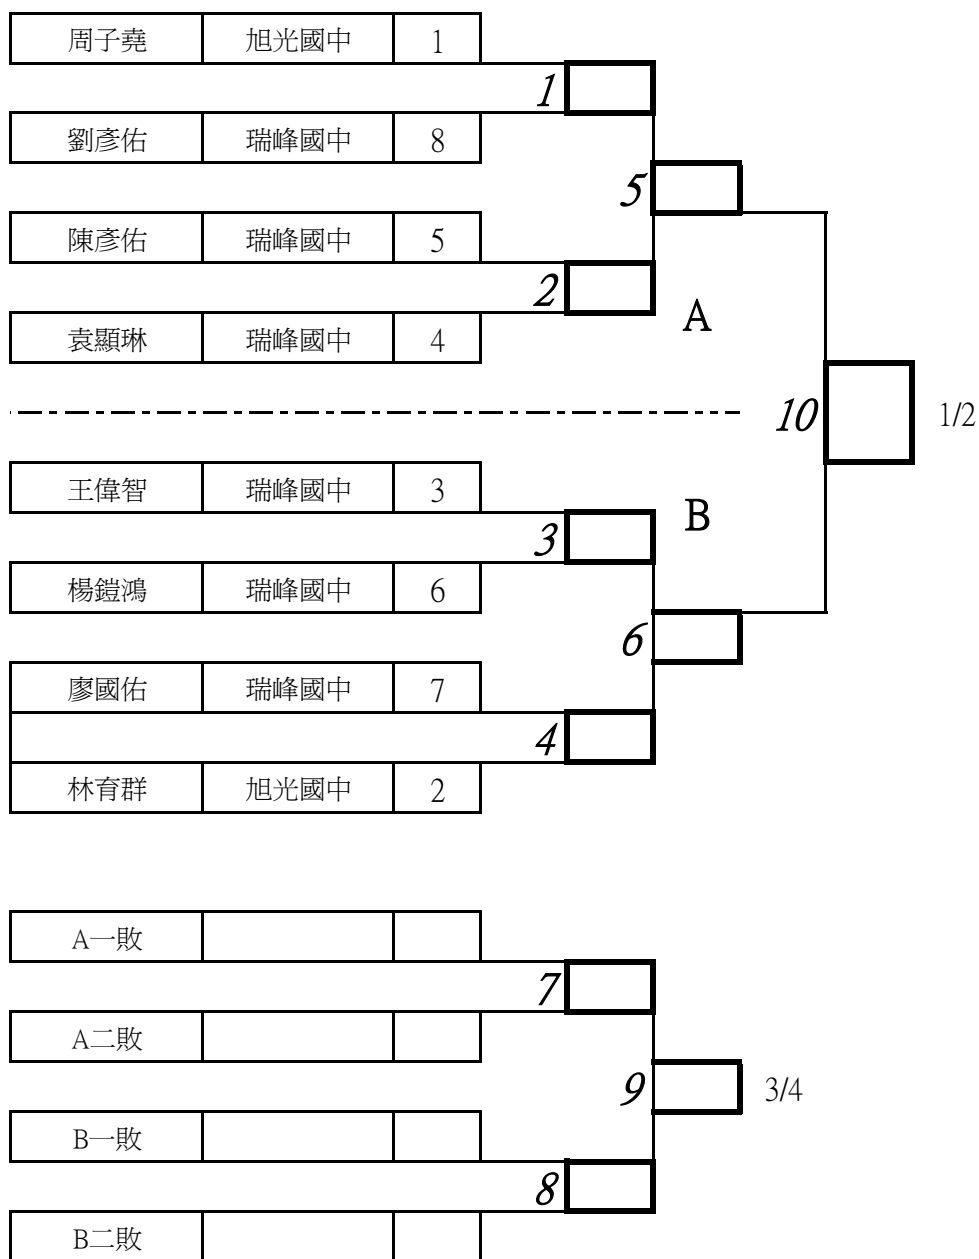 周子堯 旭光國中 1
1
劉彥佑 瑞峰國中 8
5
陳彥佑 瑞峰國中 5
2
A
袁顯琳 瑞峰國中 4
10 1/2
王偉智 瑞峰國中 3
B
3
楊鎧鴻 瑞峰國中 6
6
廖國佑 瑞峰國中 7
4
林育群 旭光國中 2
A一敗
7
A二敗
9 3/4
B一敗
8
B二敗